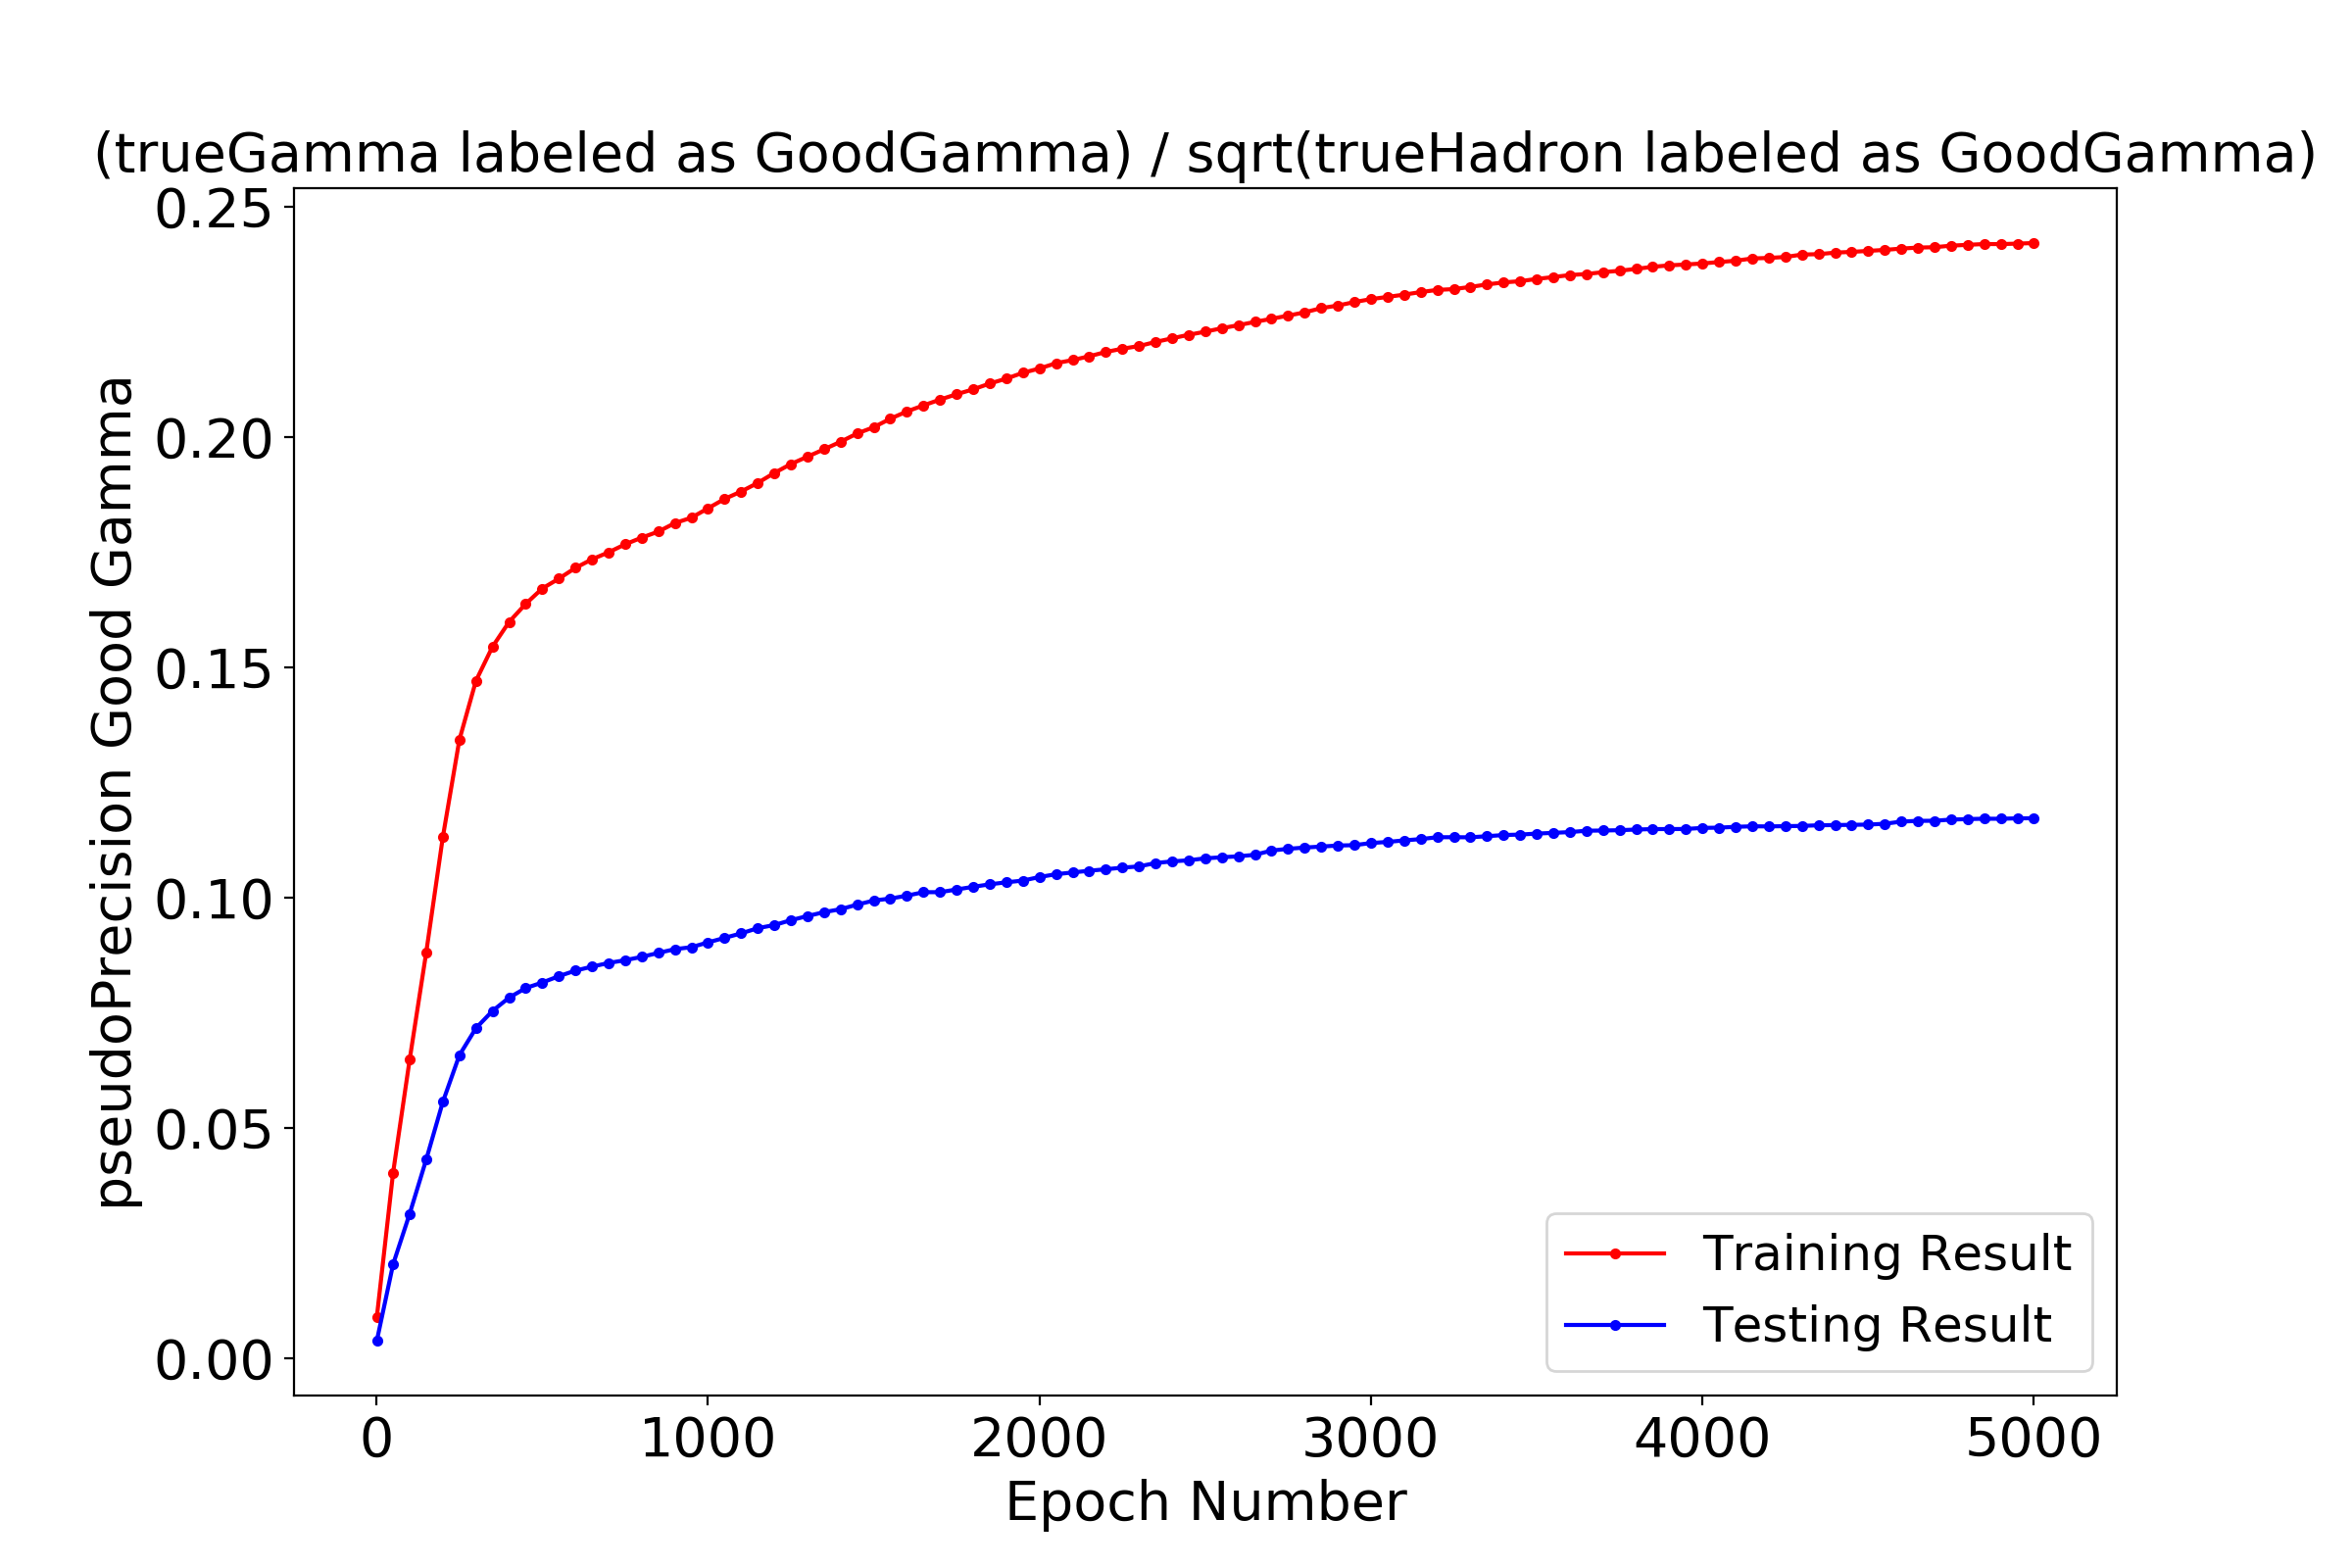 (trueGamma labeled as GoodGamma) / sqrt(trueHadron labeled as GoodGamma)
pseudoPrecision Good Gamma
0.25
0.20
0.15
0.10
0.05
0.00
Training Result
Testing Result
0 1000 2000 3000 4000 5000
Epoch Number